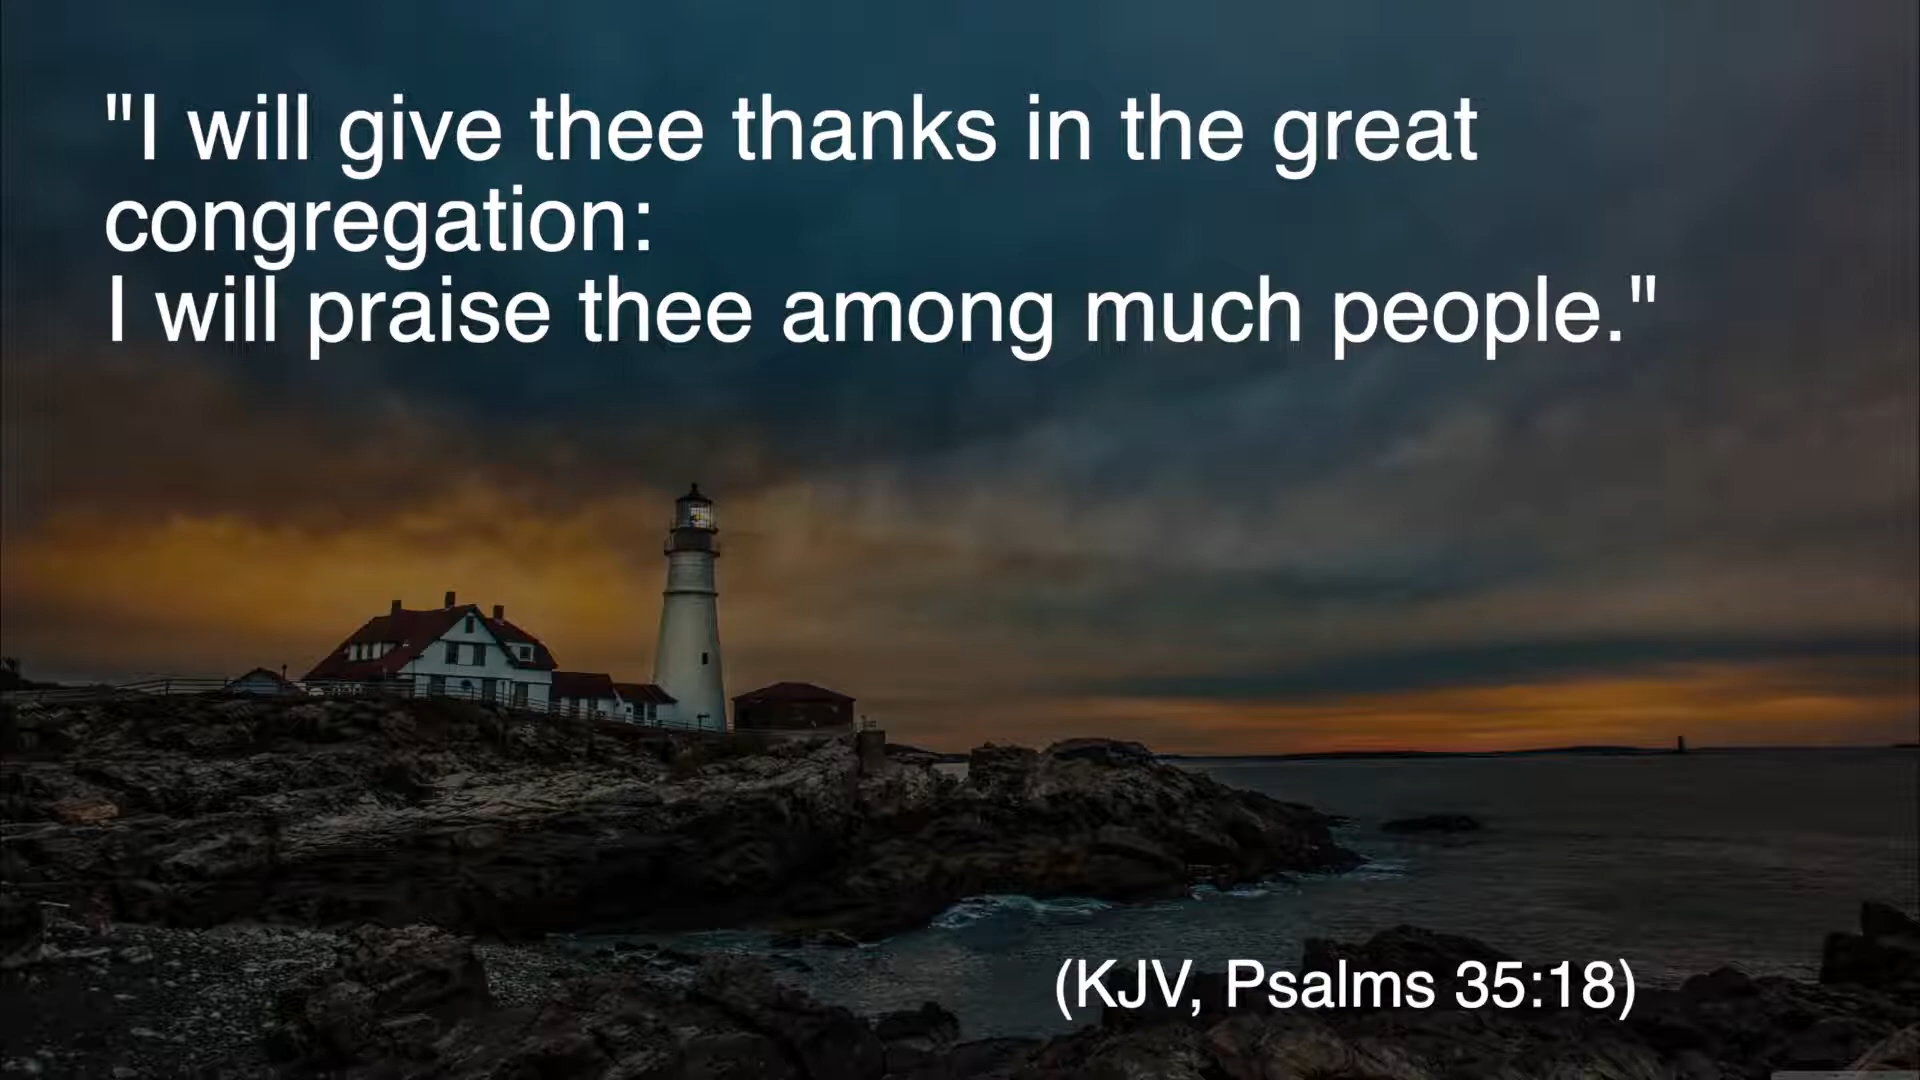 "I will give thee thanks in the great
congregation:
I will praise thee among much people."
(KJV, Psalms 35:18)